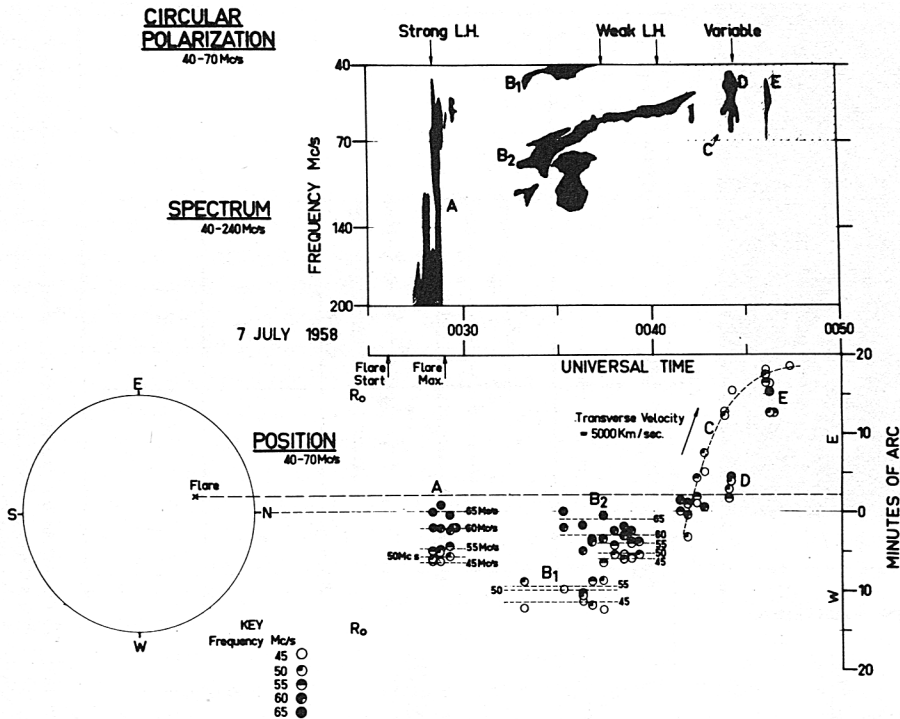 CIRCULAR
POLARIZATION
40-70 Mc/s
Strong L.H.
Weak L.H.
Variable
SPECTRUM
40-240 Mc/s
FREQUENCY Mc/s
40
70
140
200
A
B1
B2
C
D
E
7 JULY 1958
0030
0040
0050
Flare
Start
Flare
Max.
UNIVERSAL TIME
R₀
POSITION
40-70 Mc/s
E
S
N
W
Flare
A
65 Mc/s
60 Mc/s
55 Mc/s
50 Mc s
45 Mc/s
B2
65
60
55
50
45
B1
50
55
45
Transverse Velocity
= 5000 Km/sec.
C
D
E
20
10
0
10
20
E
W
MINUTES OF ARC
R₀
KEY
Frequency Mc/s
45
50
55
60
65